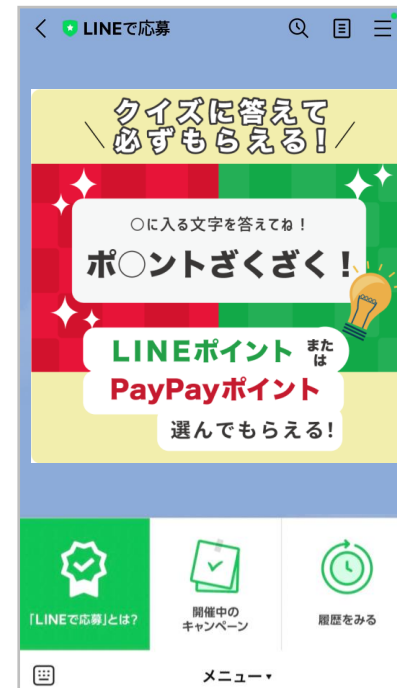 LINEで応募
クイズに答えて
必ずもらえる!
○に入る文字を答えてね!
ポ○ントざくざく!
LINEポイント または
PayPayポイント
選んでもらえる!
「LINEで応募」とは?
開催中の
キャンペーン
履歴をみる
メニュー▾